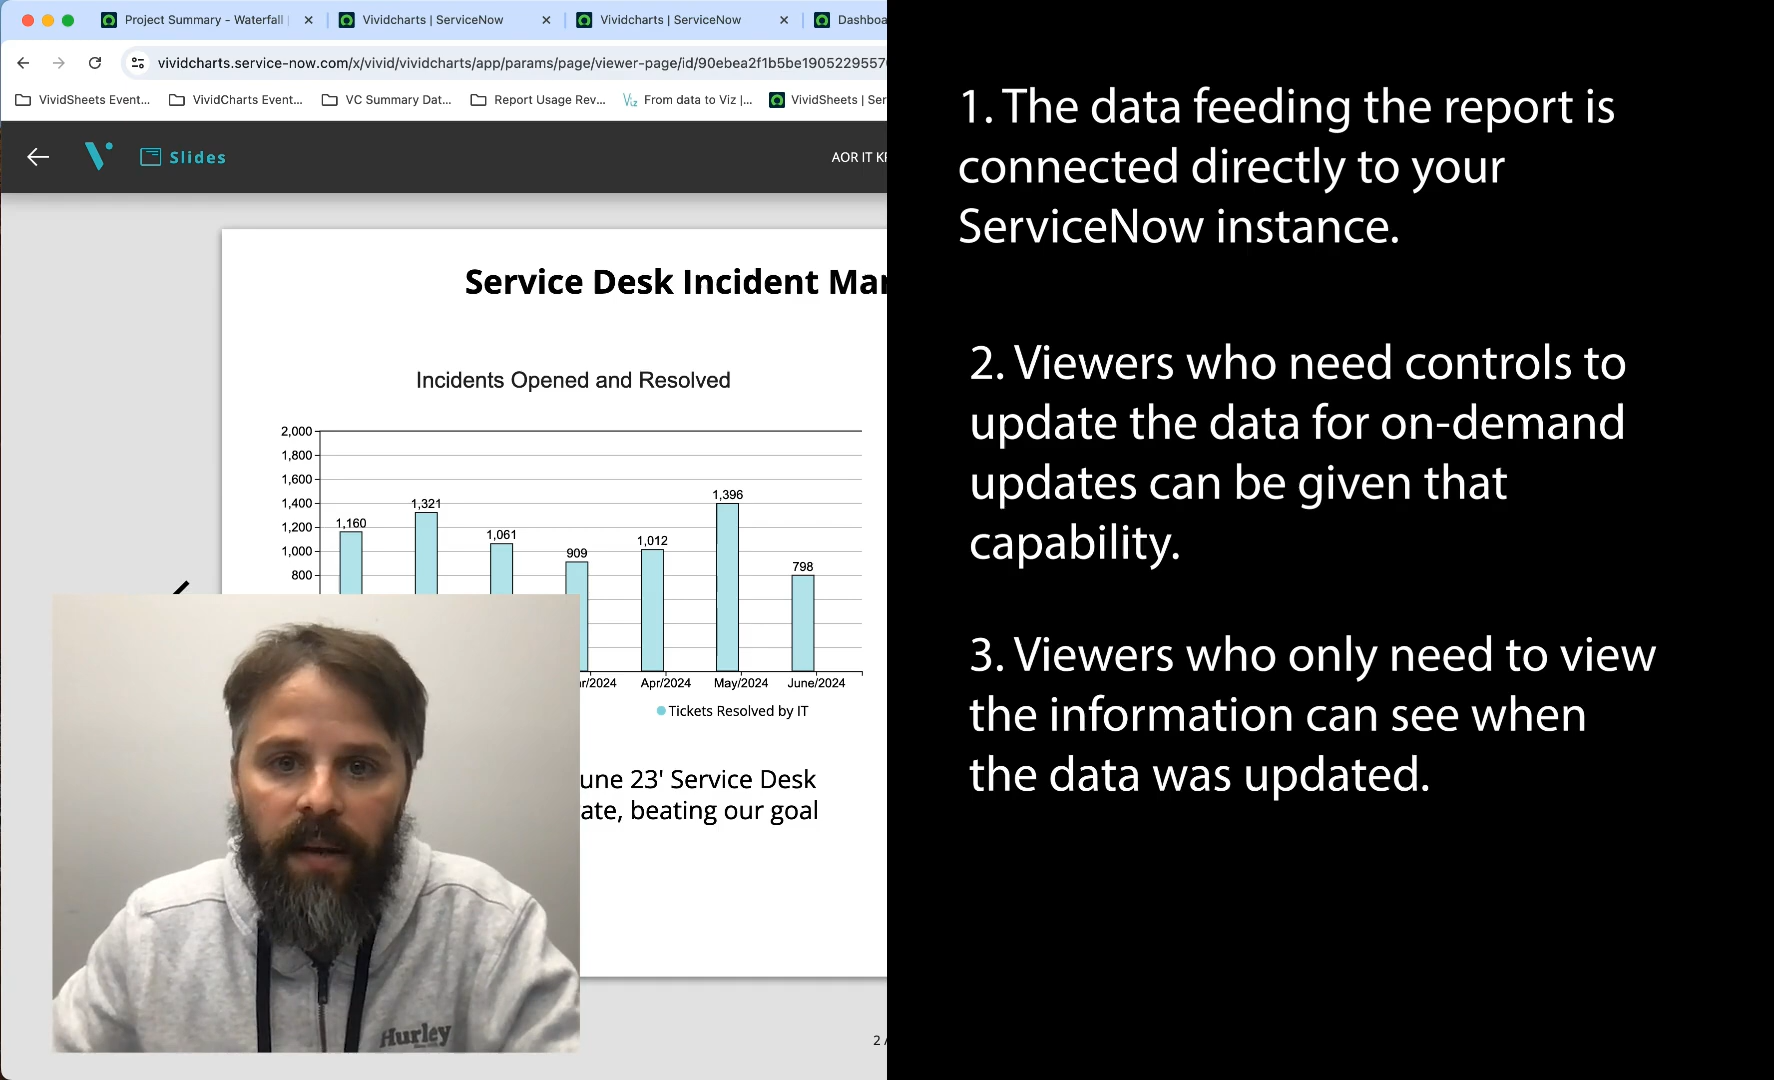 Project Summary - Waterfall
Vividcharts | ServiceNow
Vividcharts | ServiceNow
Dashboa
vividcharts.service-now.com/x/vivid/vividcharts/app/params/page/viewer-page/id/90ebea2f1b5be1905229557
VividSheets Event...
VividCharts Event...
VC Summary Dat...
Report Usage Rev...
From data to Viz |...
VividSheets | Ser
Slides
AOR IT KP
Service Desk Incident Man
Incidents Opened and Resolved
2,000
1,800
1,600
1,400
1,200
1,000
800
1,160
1,321
1,061
909
1,012
1,396
798
ar/2024
Apr/2024
May/2024
June/2024
Tickets Resolved by IT
une 23' Service Desk
ate, beating our goal
Hurley
2 /
1. The data feeding the report is
connected directly to your
ServiceNow instance.
2. Viewers who need controls to
update the data for on-demand
updates can be given that
capability.
3. Viewers who only need to view
the information can see when
the data was updated.